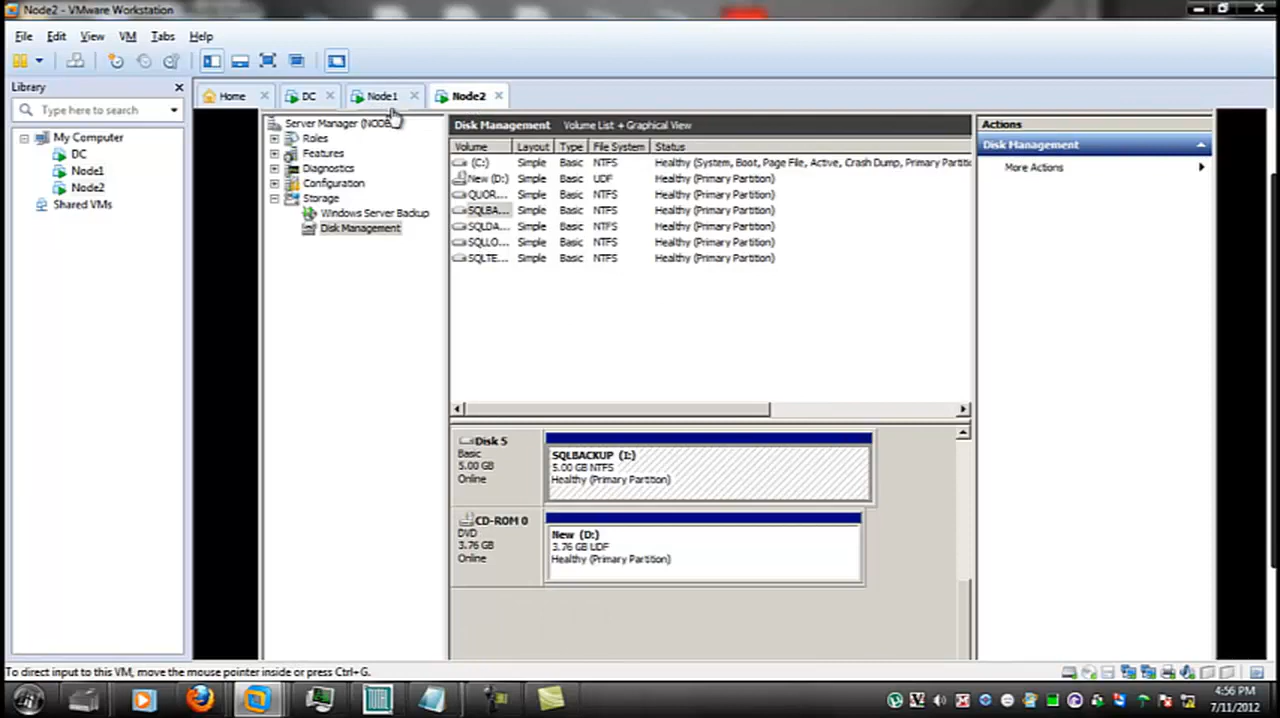 Node2 - VMware Workstation
File Edit View VM Tabs Help
Library
Type here to search
My Computer
DC
Node1
Node2
Shared VMs
Home DC Node1 Node2
Server Manager (NODE
Roles
Features
Diagnostics
Configuration
Storage
Windows Server Backup
Disk Management
Disk Management Volume List + Graphical View
Volume Layout Type File System Status
(C:) Simple Basic NTFS Healthy (System, Boot, Page File, Active, Crash Dump, Primary Partitic
New (D:) Simple Basic UDF Healthy (Primary Partition)
QUOR... Simple Basic NTFS Healthy (Primary Partition)
SQLBA... Simple Basic NTFS Healthy (Primary Partition)
SQLDA... Simple Basic NTFS Healthy (Primary Partition)
SQLLO... Simple Basic NTFS Healthy (Primary Partition)
SQLTE... Simple Basic NTFS Healthy (Primary Partition)
Disk 5
Basic
5.00 GB
Online
SQLBACKUP (I:)
5.00 GB NTFS
Healthy (Primary Partition)
CD-ROM 0
DVD
3.76 GB
Online
New (D:)
3.76 GB UDF
Healthy (Primary Partition)
Actions
Disk Management
More Actions
To direct input to this VM, move the mouse pointer inside or press Ctrl+G.
4:56 PM
7/11/2012